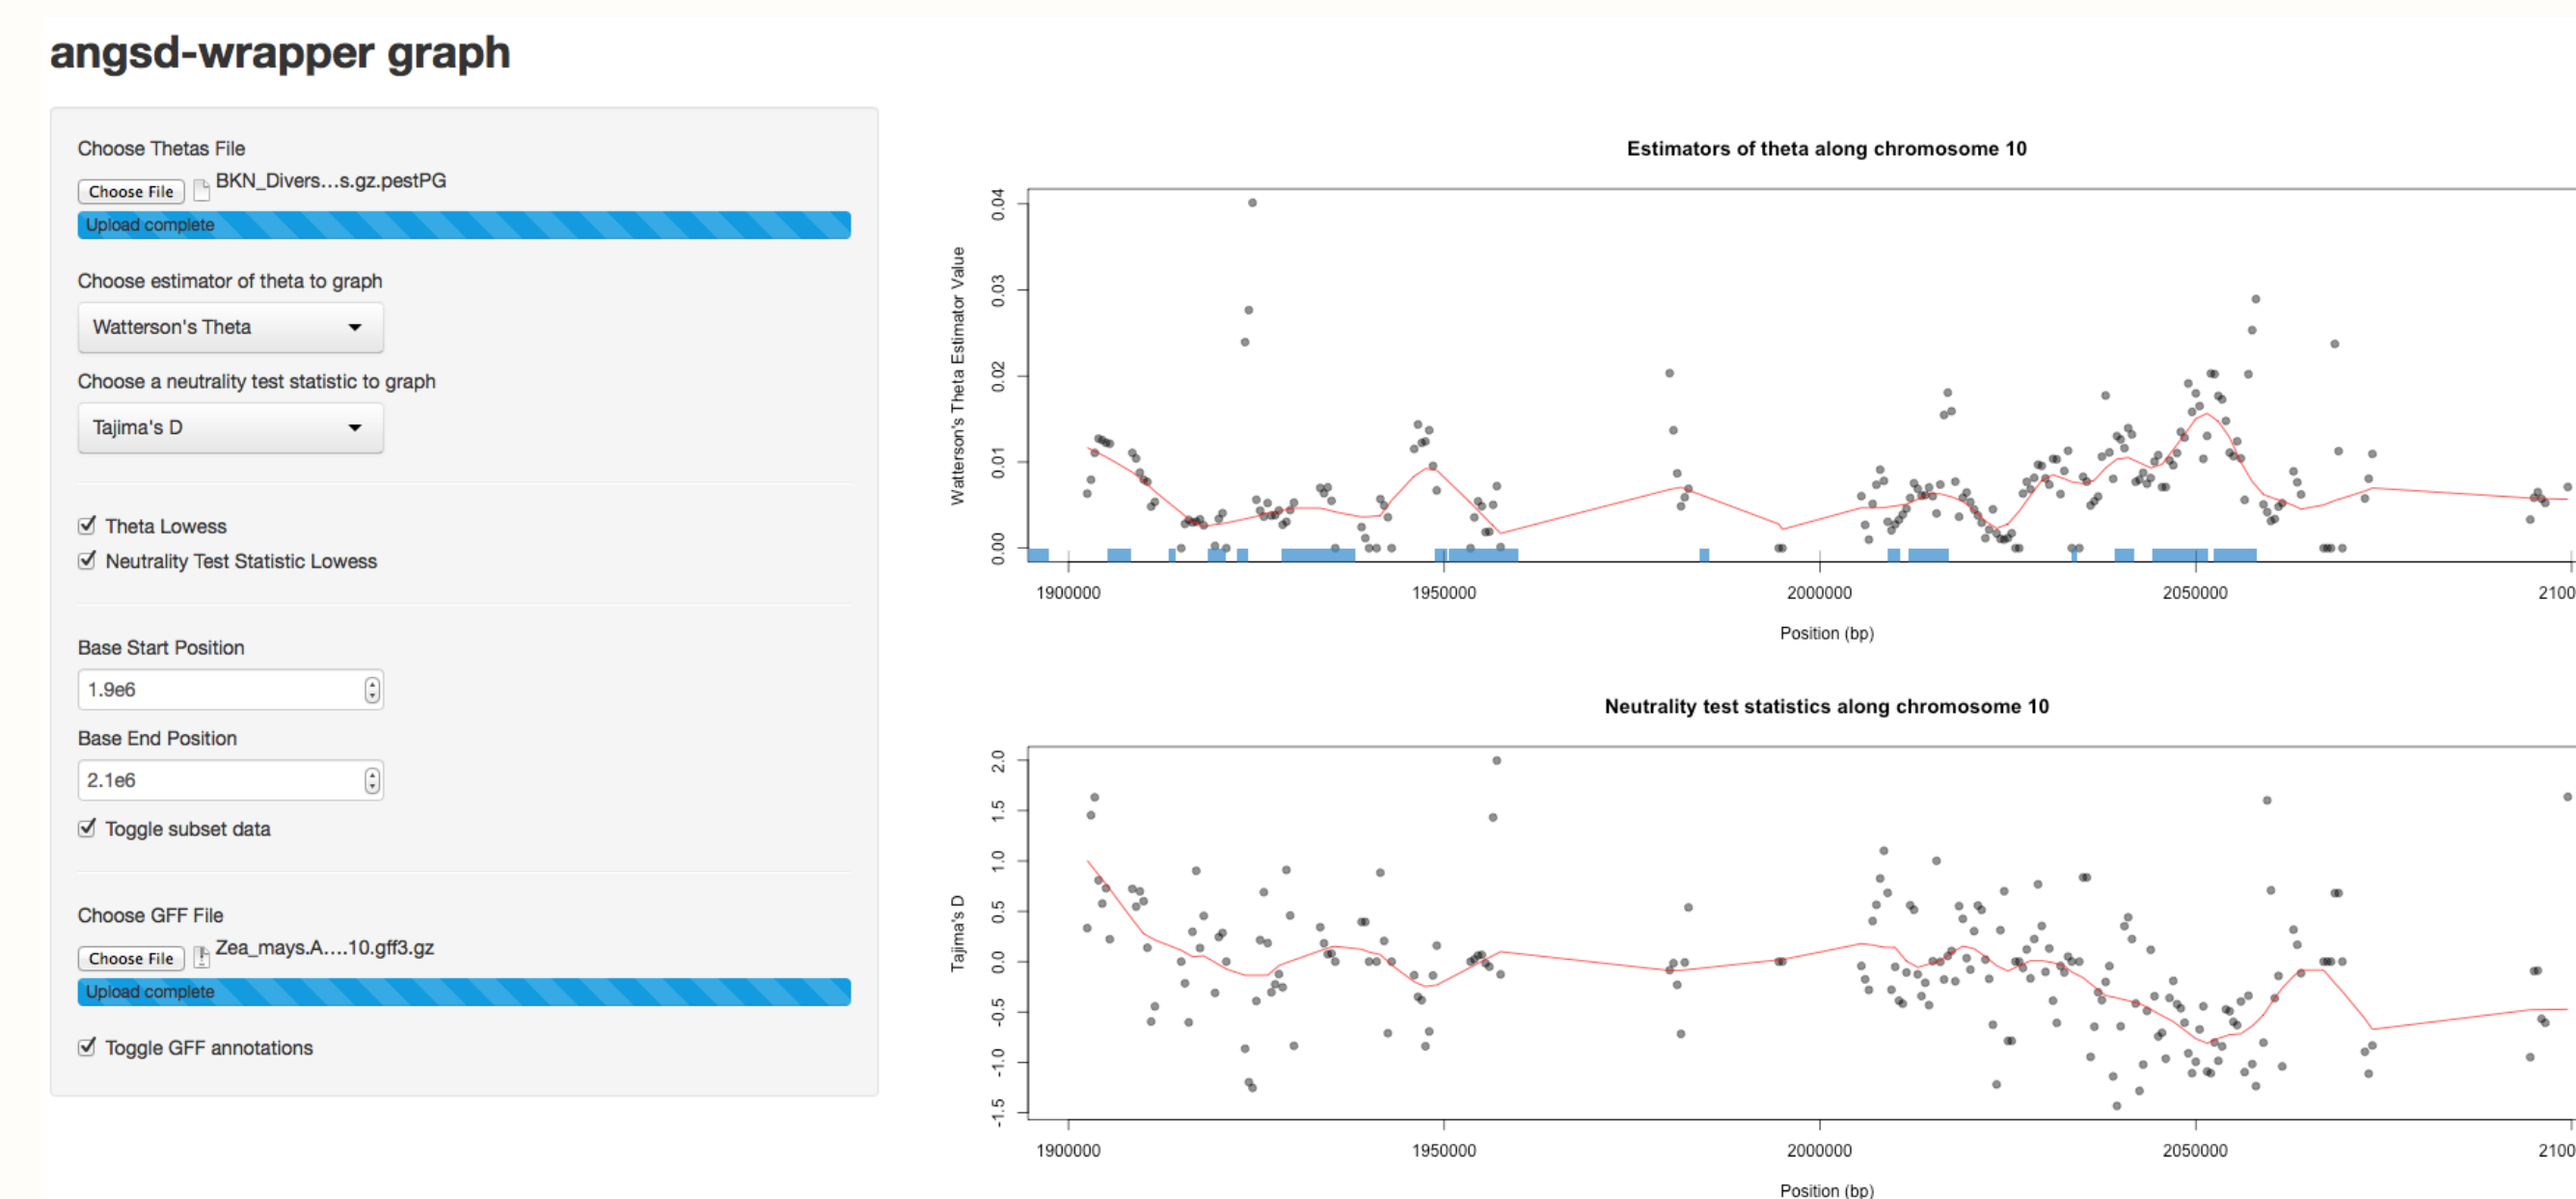 angsd-wrapper graph
Choose Thetas File
Choose File BKN_Divers...s.gz.pestPG
Upload complete
Choose estimator of theta to graph
Watterson's Theta
Choose a neutrality test statistic to graph
Tajima's D
Theta Lowess
Neutrality Test Statistic Lowess
Base Start Position
1.9e6
Base End Position
2.1e6
Toggle subset data
Choose GFF File
Choose File Zea_mays.A....10.gff3.gz
Upload complete
Toggle GFF annotations
Estimators of theta along chromosome 10
Watterson's Theta Estimator Value
0.04
0.03
0.02
0.01
0.00
1900000 1950000 2000000 2050000 2100
Position (bp)
Neutrality test statistics along chromosome 10
Tajima's D
2.0
1.5
1.0
0.5
0.0
-0.5
-1.0
-1.5
1900000 1950000 2000000 2050000 2100
Position (bp)